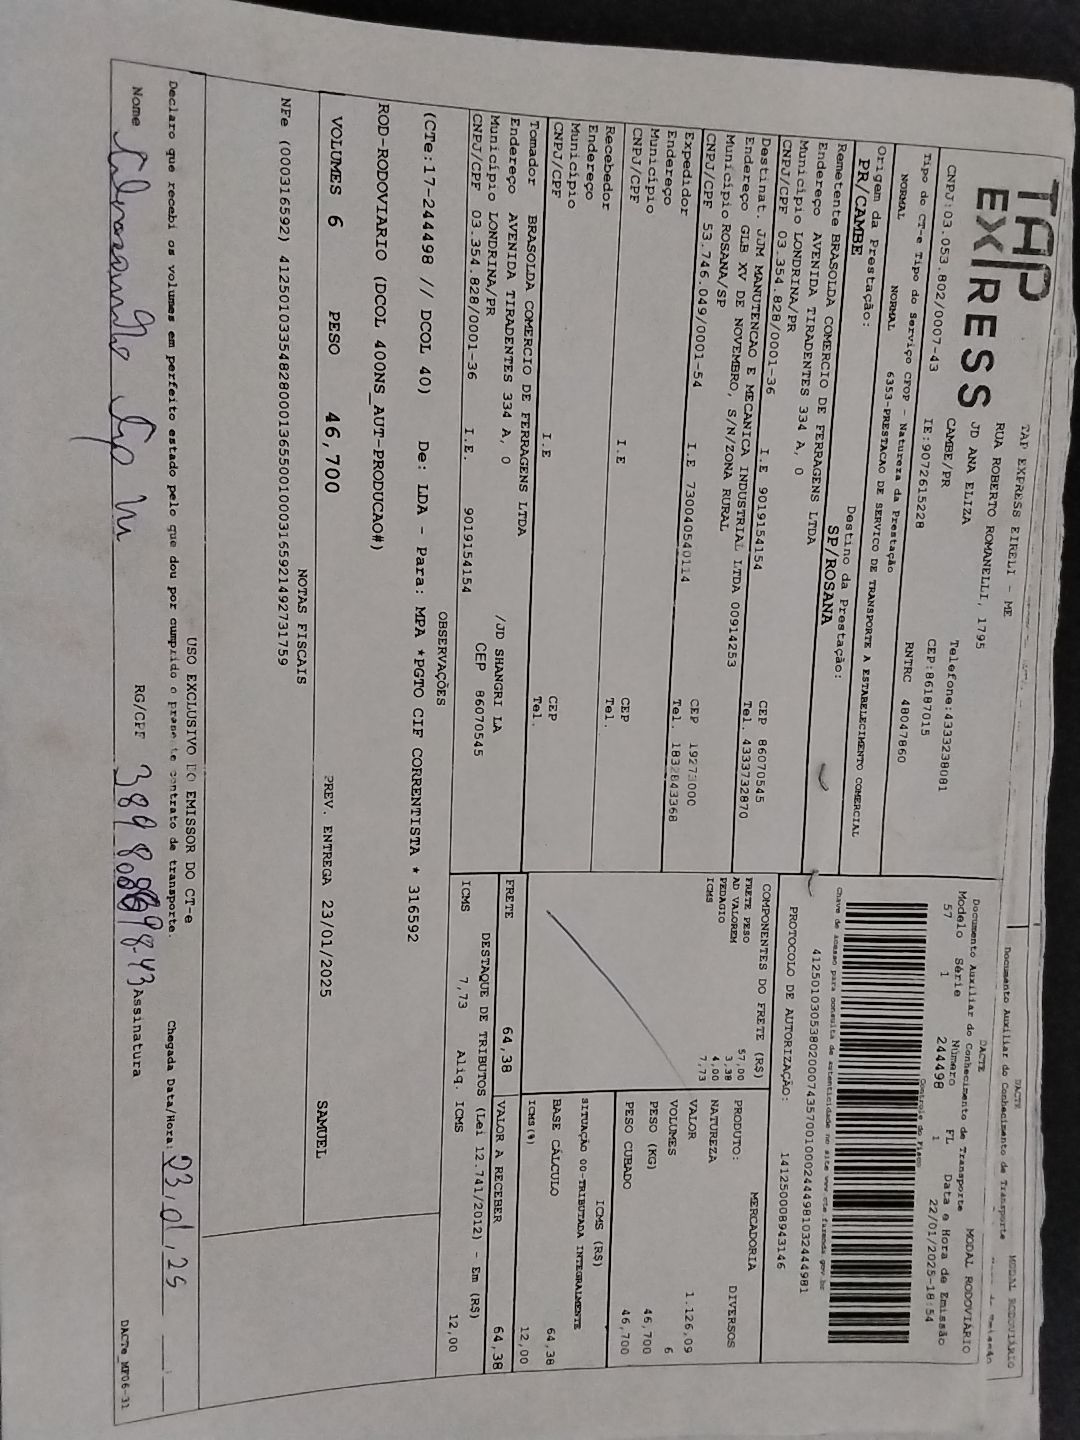 DACTE
MODAL RODOVIÁRIO
Documento Auxiliar do Conhecimento de Transporte
TAP EXPRESS
TAP EXPRESS EIRELI - ME
RUA ROBERTO ROMANELLI, 1795
JD ANA ELIZA
CAMBE/PR
Telefone:4333238081
CNPJ:03.053.802/0007-43
IE:9072615228
CEP:86187015
RNTRC 48047860
DACTE
MODAL RODOVIÁRIO
Documento Auxiliar do Conhecimento de Transporte
Modelo Série Número FL Data e Hora de Emissão
57 1 244498 1 22/01/2025-18:54
Controle do Fisco
Tipo do CT-e Tipo do Serviço CFOP - Natureza da Prestação
NORMAL NORMAL 6353-PRESTACAO DE SERVICO DE TRANSPORTE A ESTABELECIMENTO COMERCIAL
Chave de acesso para consulta de autenticidade no site www.cte.fazenda.gov.br
41250103053802000743570010002444981032444981
Origem da Prestação:
PR/CAMBE
Destino da Prestação:
SP/ROSANA
PROTOCOLO DE AUTORIZAÇÃO: 141250008943146
Remetente BRASOLDA COMERCIO DE FERRAGENS LTDA
Endereço AVENIDA TIRADENTES 334 A, 0
Município LONDRINA/PR CEP 86070545
CNPJ/CPF 03.354.828/0001-36 I.E 9019154154 Tel. 4333732870
Destinat. JJM MANUTENCAO E MECANICA INDUSTRIAL LTDA 00914253
Endereço GLB XV DE NOVEMBRO, S/N/ZONA RURAL
Município ROSANA/SP CEP 19273000
CNPJ/CPF 53.746.049/0001-54 I.E 730040540114 Tel. 1832843368
Expedidor
Endereço
Município CEP
CNPJ/CPF I.E Tel.
Recebedor
Endereço
Município CEP
CNPJ/CPF I.E Tel.
Tomador BRASOLDA COMERCIO DE FERRAGENS LTDA
Endereço AVENIDA TIRADENTES 334 A, 0 /JD SHANGRI LA
Município LONDRINA/PR CEP 86070545
CNPJ/CPF 03.354.828/0001-36 I.E. 9019154154
COMPONENTES DO FRETE (R$)
FRETE PESO 57,00
AD VALOREM 3,38
PEDAGIO 4,00
ICMS 7,73
PRODUTO: MERCADORIA
NATUREZA DIVERSOS
VALOR 1.126,09
VOLUMES 6
PESO (KG) 46,700
PESO CUBADO 46,700
ICMS (R$)
SITUAÇÃO 00-TRIBUTADA INTEGRALMENTE
BASE CÁLCULO 64,38
ICMS(%) 12,00
FRETE 64,38
VALOR A RECEBER 64,38
DESTAQUE DE TRIBUTOS (Lei 12.741/2012) - Em (R$)
ICMS 7,73 Aliq. ICMS 12,00
OBSERVAÇÕES
(CTe:17-244498 // DCOL 40) De: LDA - Para: MPA *PGTO CIF CORRENTISTA * 316592
ROD-RODOVIARIO (DCOL 400NS_AUT-PRODUCAO#)
VOLUMES 6 PESO 46,700 PREV. ENTREGA 23/01/2025 SAMUEL
NOTAS FISCAIS
NFe (000316592) 41250103354828000136550010003165921492731759
USO EXCLUSIVO DO EMISSOR DO CT-e
Declaro que recebi os volumes em perfeito estado pelo que dou por cumprido o presente contrato de transporte. Chegada Data/Hora: 23/01/25
Nome RG/CPF Assinatura
DACTe_MF06-31